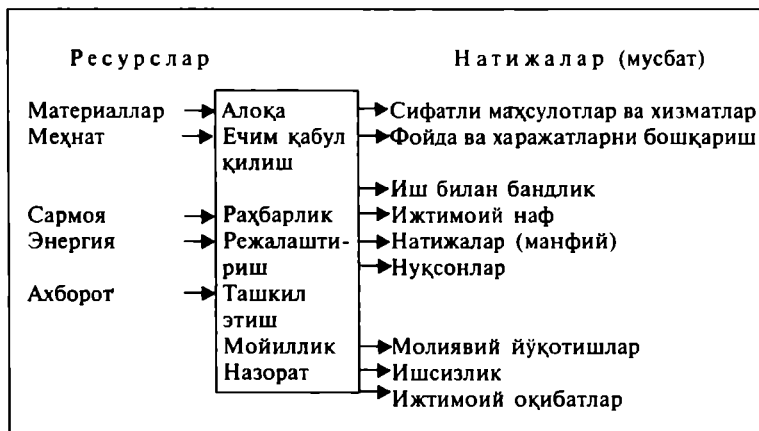 Ресурслар Натижалар (мусбат)
Материаллар Алоқа Сифатли маҳсулотлар ва хизматлар
Меҳнат Ечим қабул Фойда ва харажатларни бошқариш
қилиш
Иш билан бандлик
Сармоя Раҳбарлик Ижтимоий наф
Энергия Режалашти- Натижалар (манфий)
риш Нуқсонлар
Ахборот Ташкил
этиш
Мойиллик Молиявий йўқотишлар
Назорат Ишсизлик
Ижтимоий оқибатлар